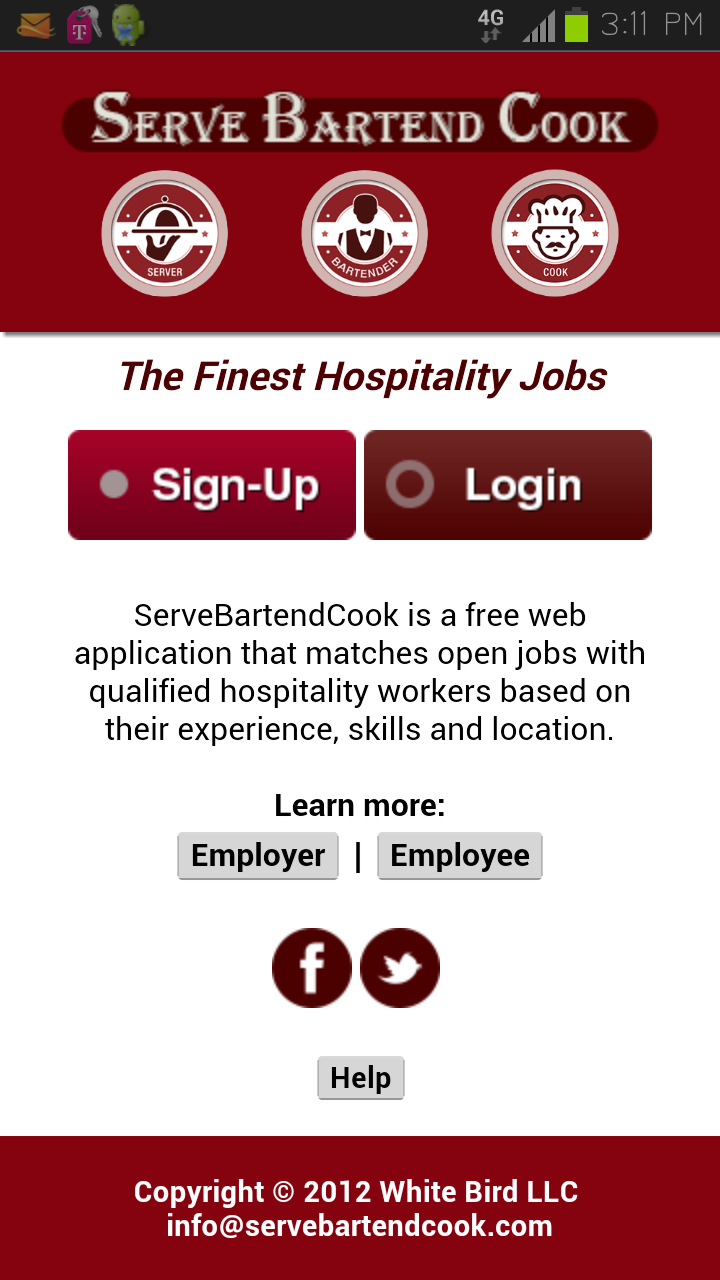 4G 3:11 PM
T
SERVE BARTEND COOK
SERVER
BARTENDER
COOK
The Finest Hospitality Jobs
Sign-Up
Login
ServeBartendCook is a free web
application that matches open jobs with
qualified hospitality workers based on
their experience, skills and location.
Learn more:
Employer | Employee
f
Help
Copyright © 2012 White Bird LLC
info@servebartendcook.com